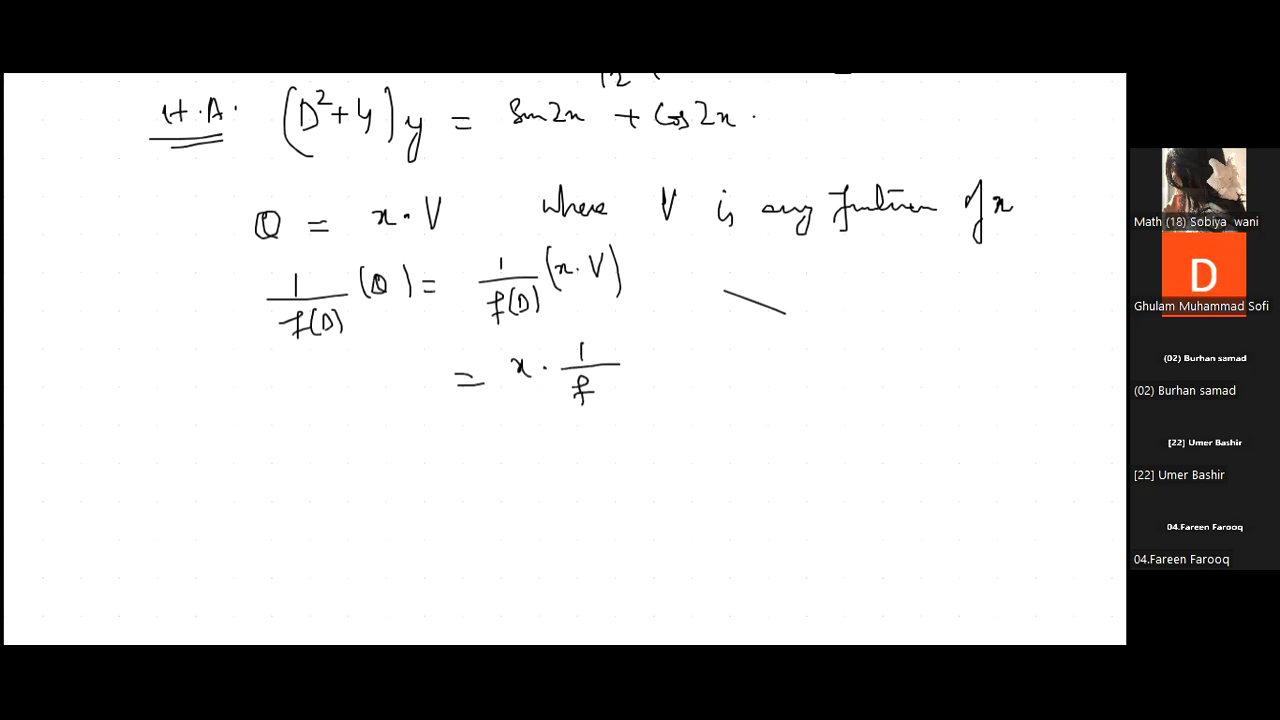 H.A. (D²+4)y = Sin2x + Cos2x.
Q = x·V where V is any function of x
1/f(D) (Q) = 1/f(D) (x·V)
= x · 1/f
Math (18) Sobiya wani
D
Ghulam Muhammad Sofi
(02) Burhan samad
(02) Burhan samad
[22] Umer Bashir
[22] Umer Bashir
04.Fareen Farooq
04.Fareen Farooq